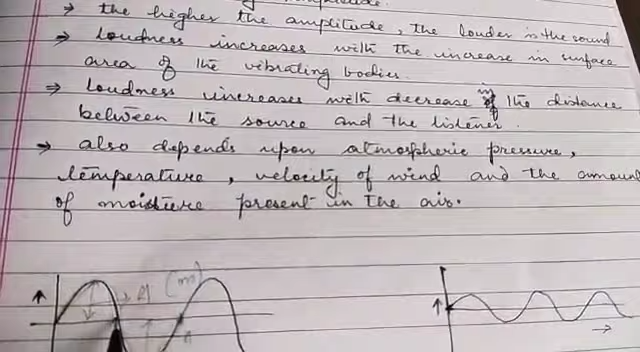 ⇒ the higher the amplitude, the louder is the sound
⇒ loudness increases with the increase in surface
area of the vibrating bodies.
⇒ loudness increases with decrease in the distance
between the source and the listener.
⇒ also depends upon atmospheric pressure,
temperature, velocity of wind and the amount
of moisture present in the air.
A (m)
A